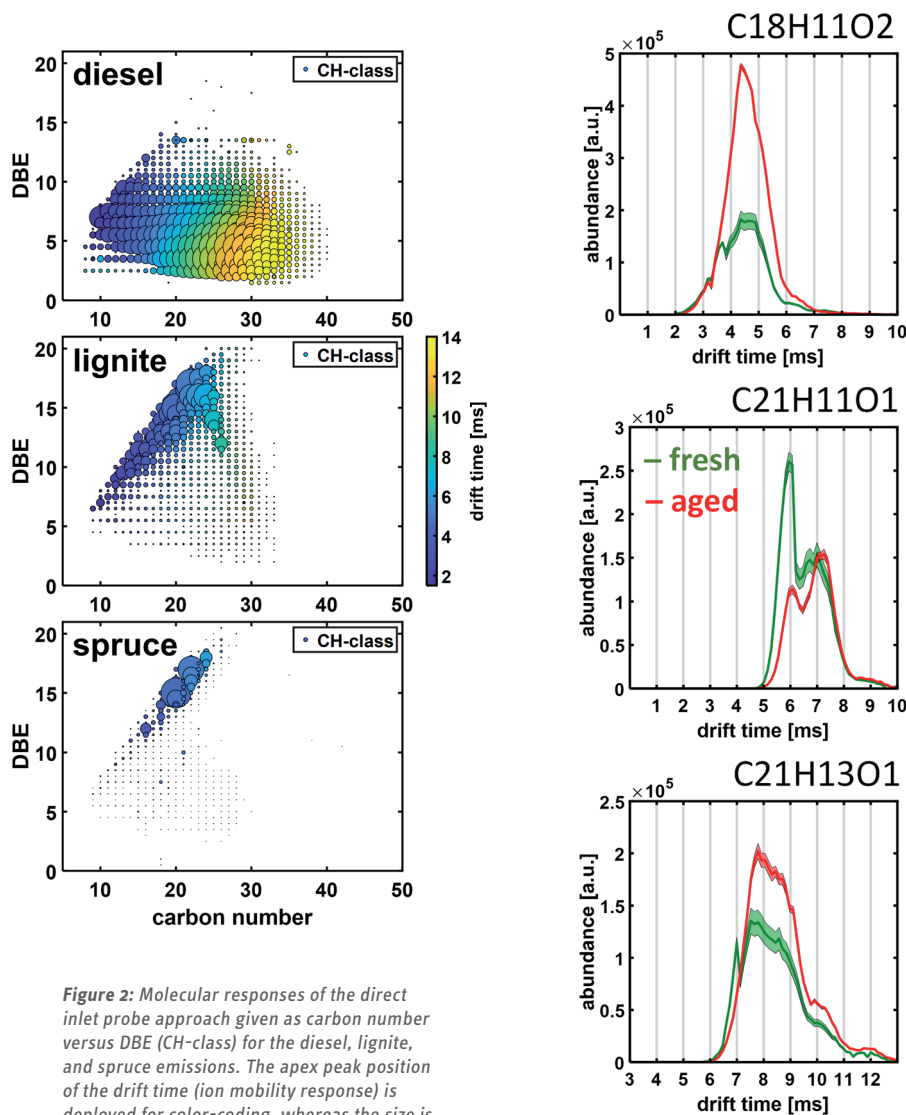 diesel
CH-class
20
15
10
5
0
DBE
10 20 30 40 50
lignite
CH-class
20
15
10
5
0
DBE
10 20 30 40 50
14
12
10
8
6
4
2
drift time [ms]
spruce
CH-class
20
15
10
5
0
DBE
10 20 30 40 50
carbon number
Figure 2: Molecular responses of the direct
inlet probe approach given as carbon number
versus DBE (CH-class) for the diesel, lignite,
and spruce emissions. The apex peak position
of the drift time (ion mobility response) is
deployed for color-coding, whereas the size is
C18H11O2
×10⁵
5
4
3
2
1
0
abundance [a.u.]
1 2 3 4 5 6 7 8 9 10
drift time [ms]
C21H11O1
×10⁵
3
2.5
2
1.5
1
0.5
0
abundance [a.u.]
fresh
aged
1 2 3 4 5 6 7 8 9 10
drift time [ms]
C21H13O1
×10⁵
2.5
2
1.5
1
0.5
0
abundance [a.u.]
3 4 5 6 7 8 9 10 11 12
drift time [ms]